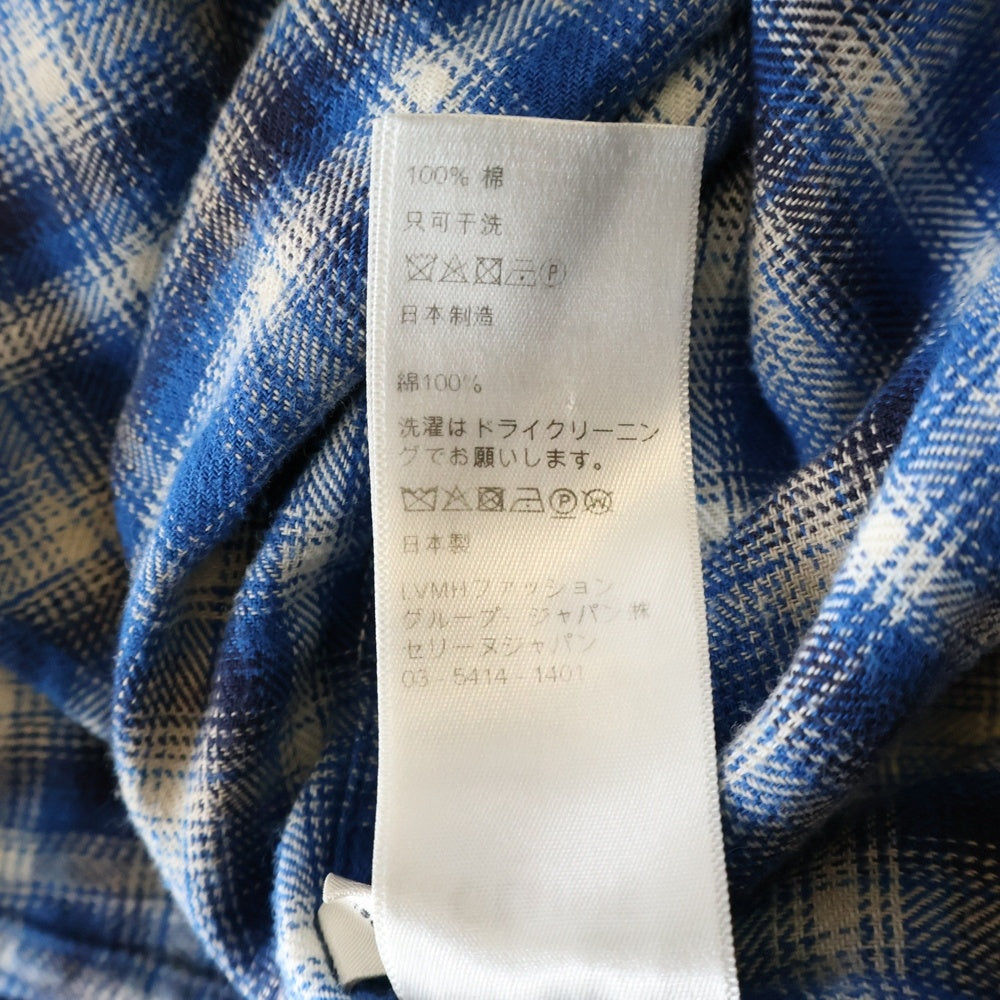 100% 棉
只可干洗
P
日本制造
綿100%
洗濯はドライクリーニン
グでお願いします。
P W
日本製
LVMHファッション
グループ・ジャパン株
セリーヌジャパン
03-5414-1401